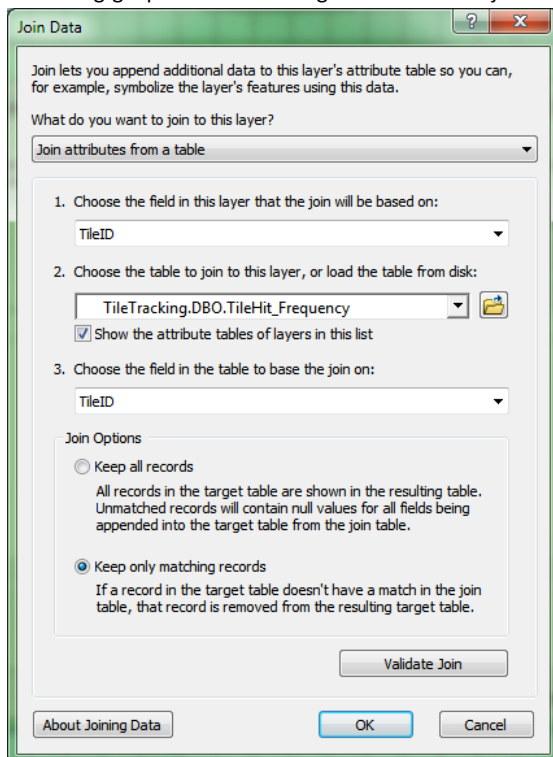 Join Data
Join lets you append additional data to this layer's attribute table so you can,
for example, symbolize the layer's features using this data.
What do you want to join to this layer?
Join attributes from a table
1. Choose the field in this layer that the join will be based on:
TileID
2. Choose the table to join to this layer, or load the table from disk:
TileTracking.DBO.TileHit_Frequency
Show the attribute tables of layers in this list
3. Choose the field in the table to base the join on:
TileID
Join Options
Keep all records
All records in the target table are shown in the resulting table.
Unmatched records will contain null values for all fields being
appended into the target table from the join table.
Keep only matching records
If a record in the target table doesn't have a match in the join
table, that record is removed from the resulting target table.
Validate Join
About Joining Data
OK
Cancel